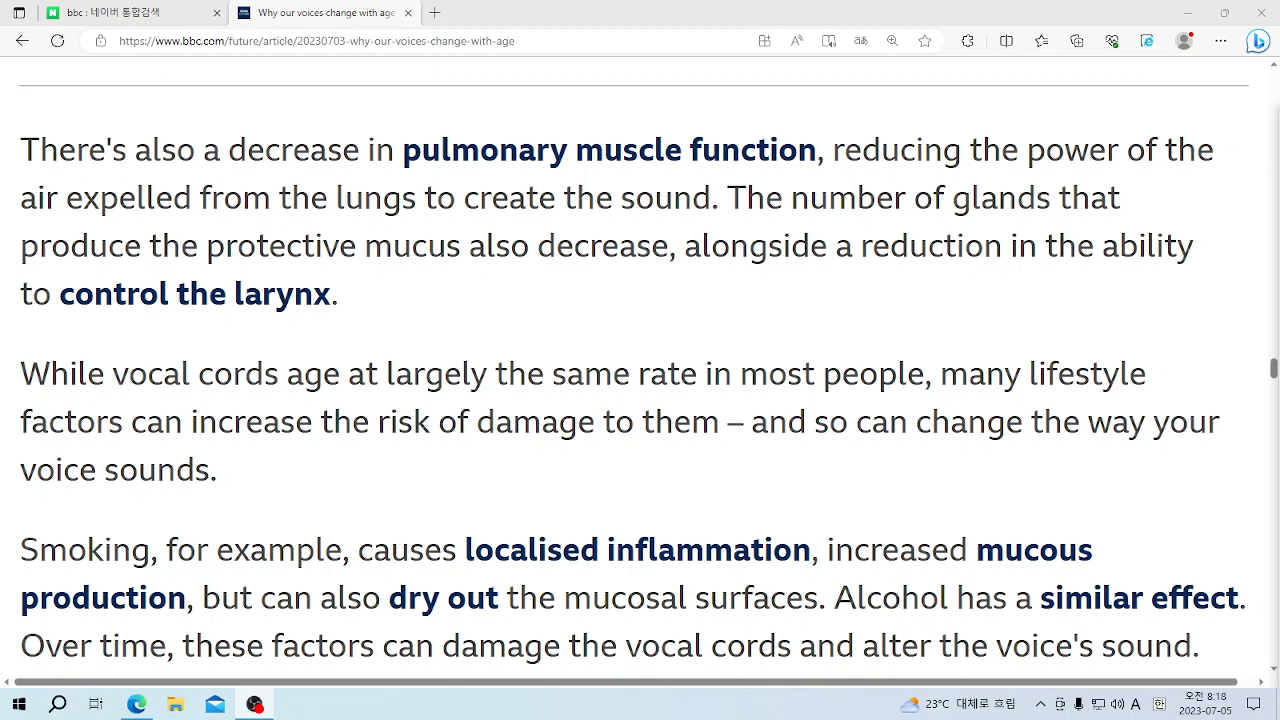 bbc : 네이버 통합검색
Why our voices change with age
https://www.bbc.com/future/article/20230703-why-our-voices-change-with-age
There's also a decrease in pulmonary muscle function, reducing the power of the
air expelled from the lungs to create the sound. The number of glands that
produce the protective mucus also decrease, alongside a reduction in the ability
to control the larynx.
While vocal cords age at largely the same rate in most people, many lifestyle
factors can increase the risk of damage to them – and so can change the way your
voice sounds.
Smoking, for example, causes localised inflammation, increased mucous
production, but can also dry out the mucosal surfaces. Alcohol has a similar effect.
Over time, these factors can damage the vocal cords and alter the voice's sound.
23°C 대체로 흐림
A
한
오전 8:18
2023-07-05